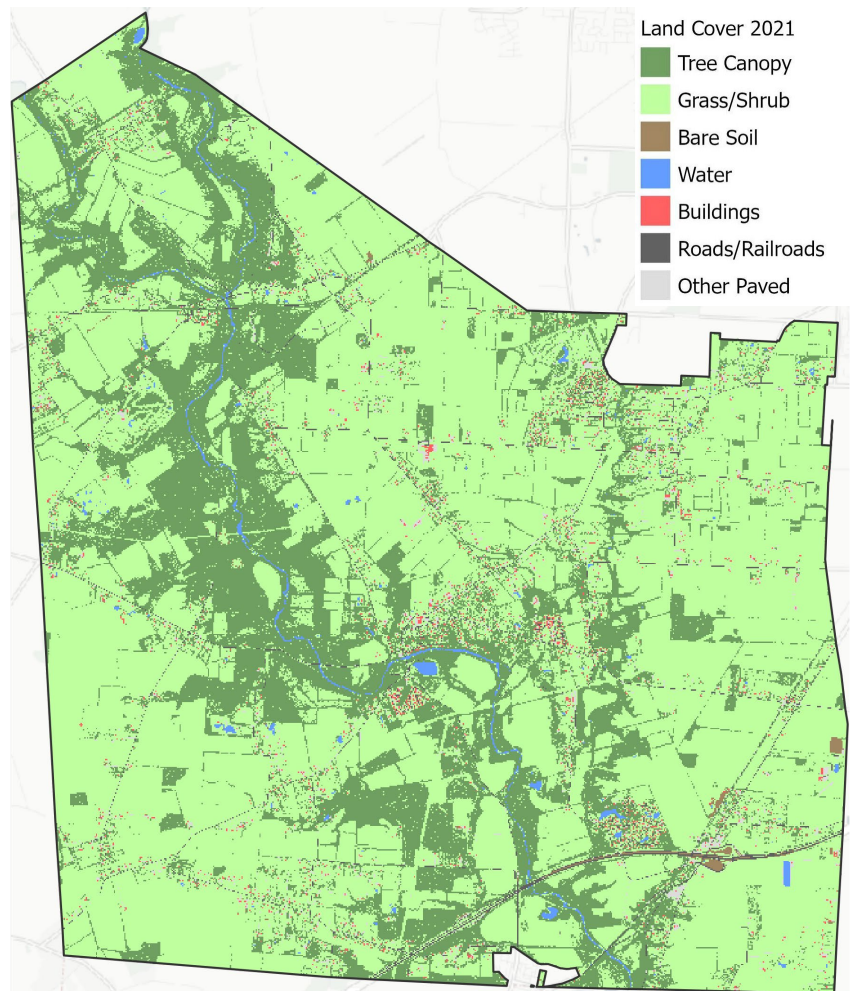 Land Cover 2021
Tree Canopy
Grass/Shrub
Bare Soil
Water
Buildings
Roads/Railroads
Other Paved